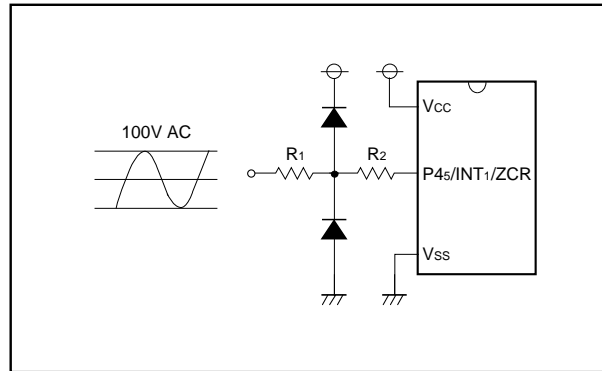 100V AC
R₁
R₂
VCC
P4₅/INT₁/ZCR
VSS